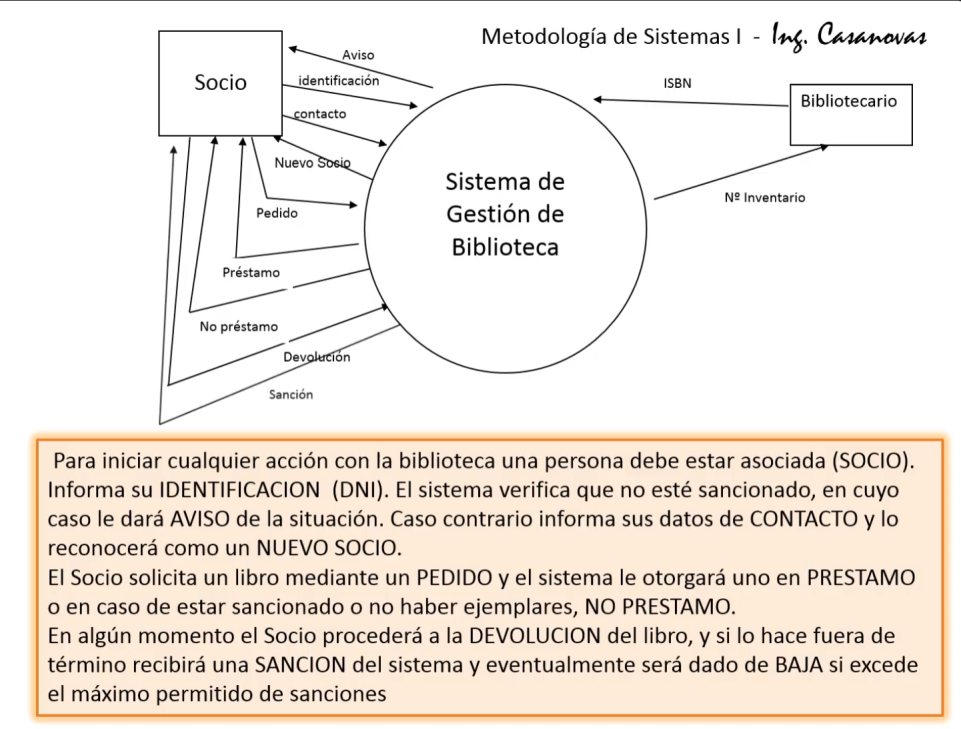 Metodología de Sistemas I - Ing. Casanovas
Socio
Aviso
identificación
contacto
Nuevo Socio
Pedido
Préstamo
No préstamo
Devolución
Sanción
Sistema de
Gestión de
Biblioteca
ISBN
Bibliotecario
Nº Inventario
Para iniciar cualquier acción con la biblioteca una persona debe estar asociada (SOCIO).
Informa su IDENTIFICACION (DNI). El sistema verifica que no esté sancionado, en cuyo
caso le dará AVISO de la situación. Caso contrario informa sus datos de CONTACTO y lo
reconocerá como un NUEVO SOCIO.
El Socio solicita un libro mediante un PEDIDO y el sistema le otorgará uno en PRESTAMO
o en caso de estar sancionado o no haber ejemplares, NO PRESTAMO.
En algún momento el Socio procederá a la DEVOLUCION del libro, y si lo hace fuera de
término recibirá una SANCION del sistema y eventualmente será dado de BAJA si excede
el máximo permitido de sanciones